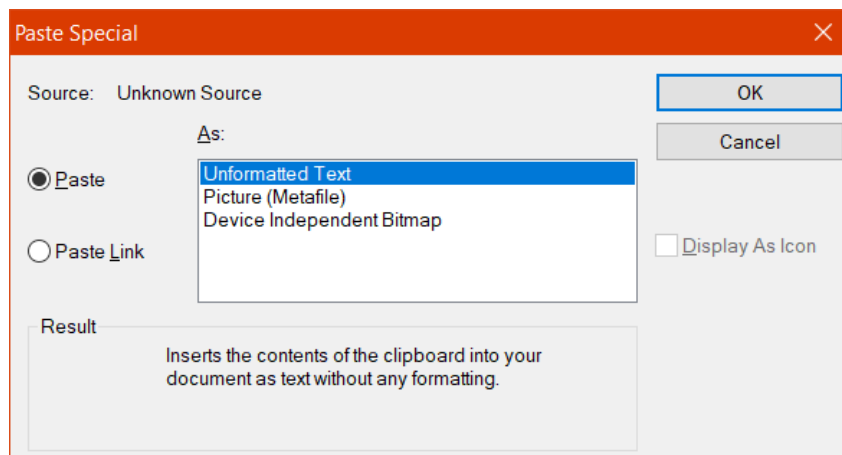 Paste Special
Source: Unknown Source
OK
Cancel
As:
Paste
Unformatted Text
Picture (Metafile)
Device Independent Bitmap
Paste Link
Display As Icon
Result
Inserts the contents of the clipboard into your
document as text without any formatting.